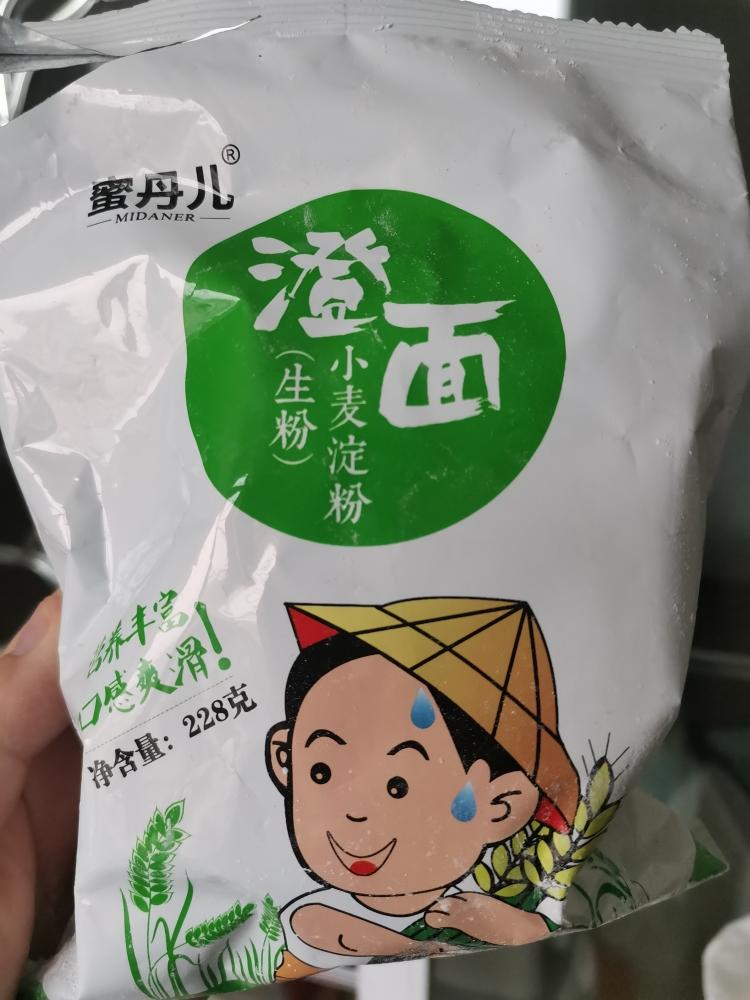 蜜丹儿®
MIDANER
澄面
小麦淀粉
（生粉）
营养丰富
口感爽滑！
净含量：228克